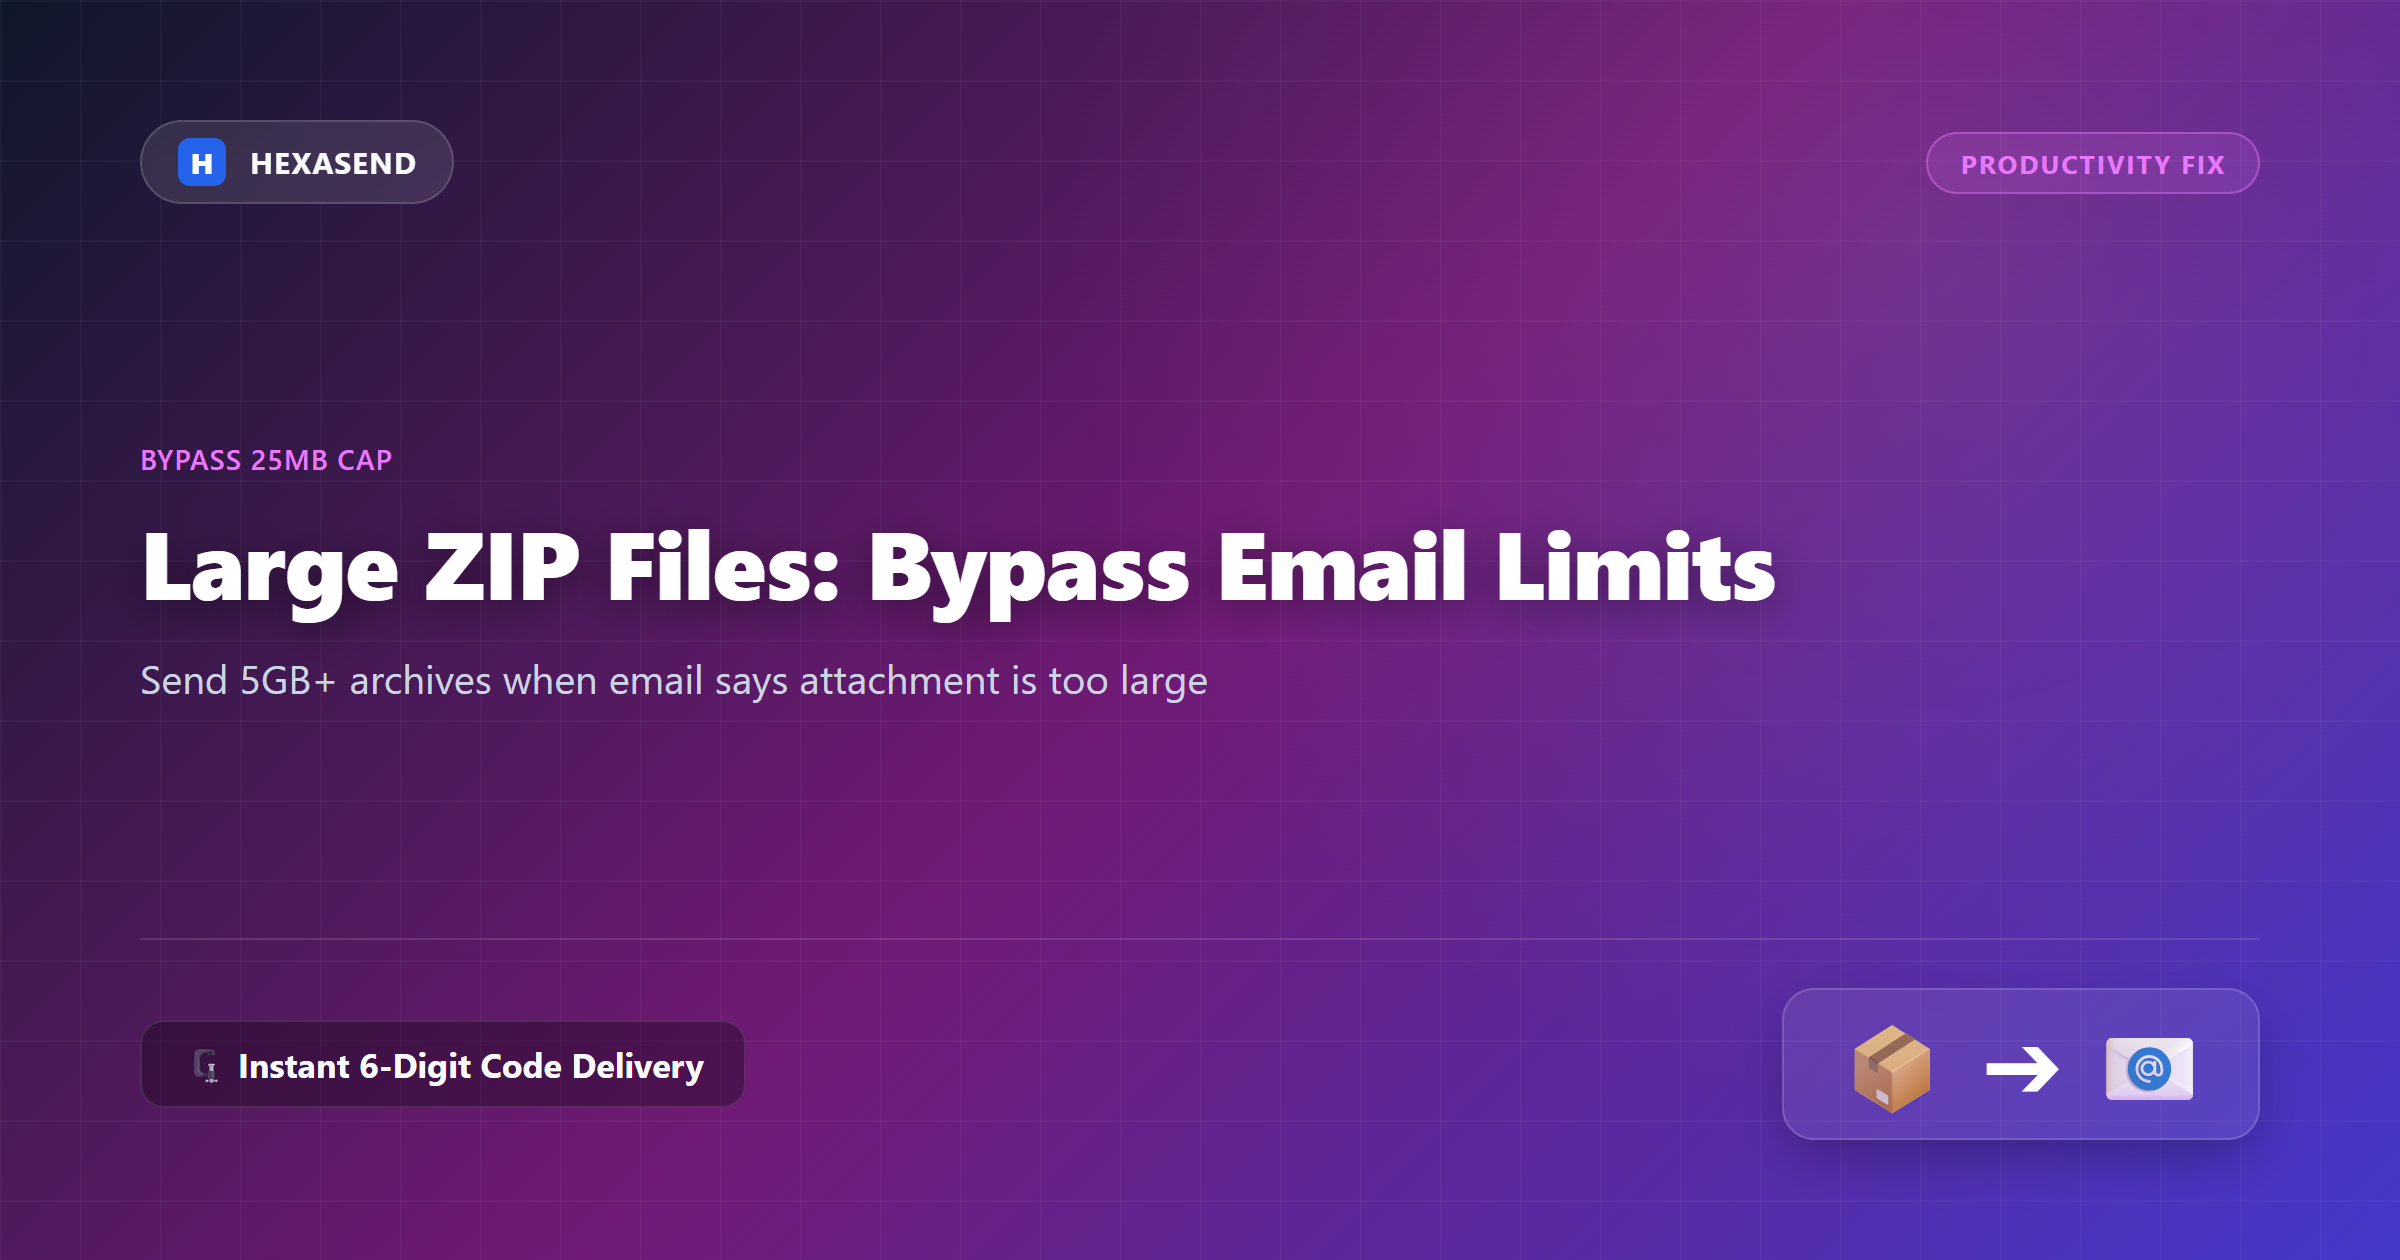 H HEXASEND
PRODUCTIVITY FIX
BYPASS 25MB CAP
Large ZIP Files: Bypass Email Limits
Send 5GB+ archives when email says attachment is too large
Instant 6-Digit Code Delivery
@